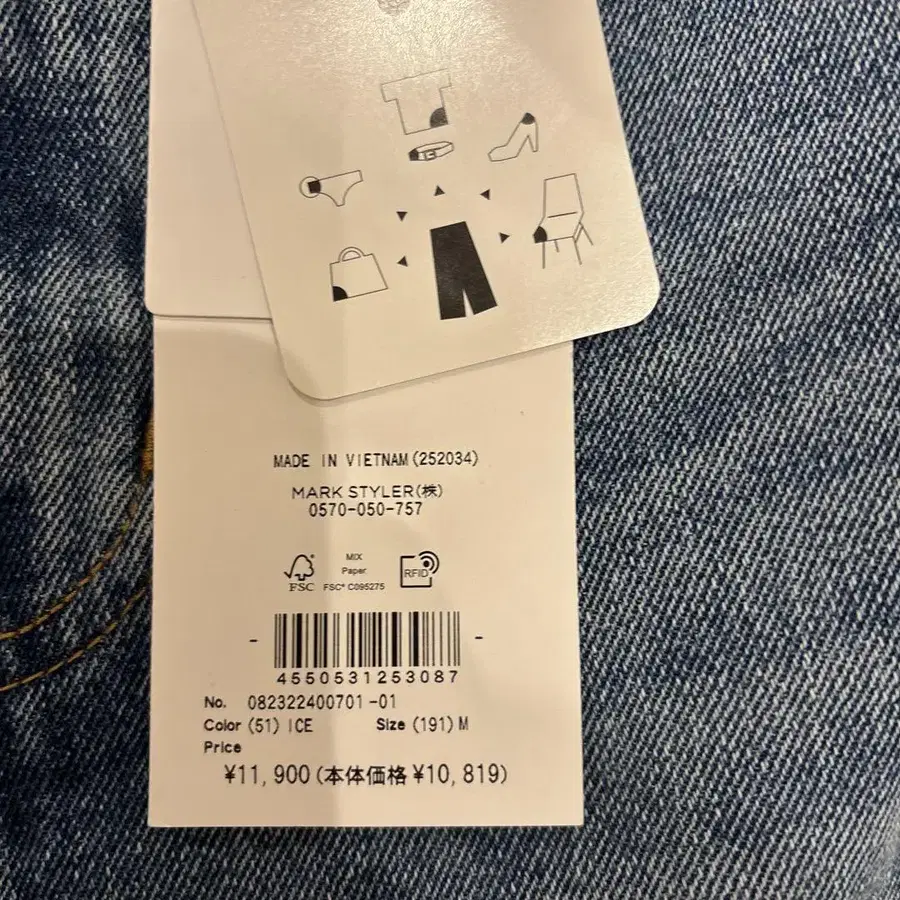 MADE IN VIETNAM (252034)
MARK STYLER(株)
0570-050-757
FSC
MIX
Paper
FSC® C095275
RFID
- -
4550531253087
No. 082322400701-01
Color (51) ICE Size (191) M
Price
¥11,900(本体価格¥10,819)